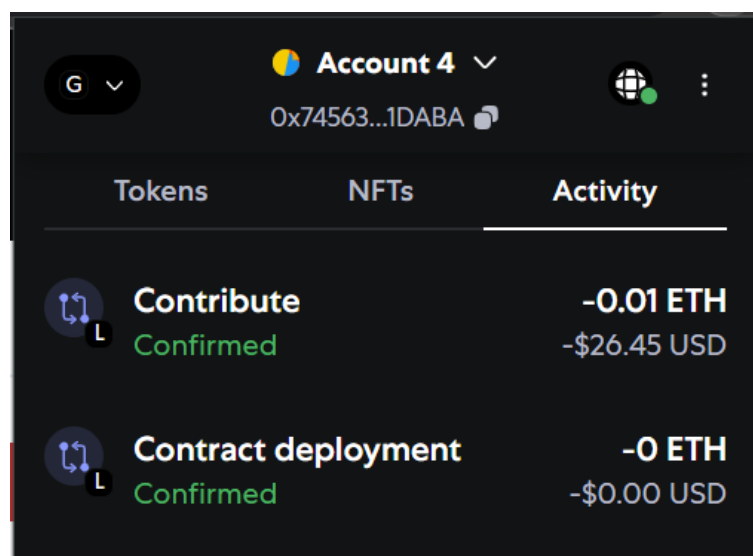 G
Account 4
0x74563...1DABA
Tokens NFTs Activity
Contribute -0.01 ETH
L
Confirmed -$26.45 USD
Contract deployment -0 ETH
L
Confirmed -$0.00 USD